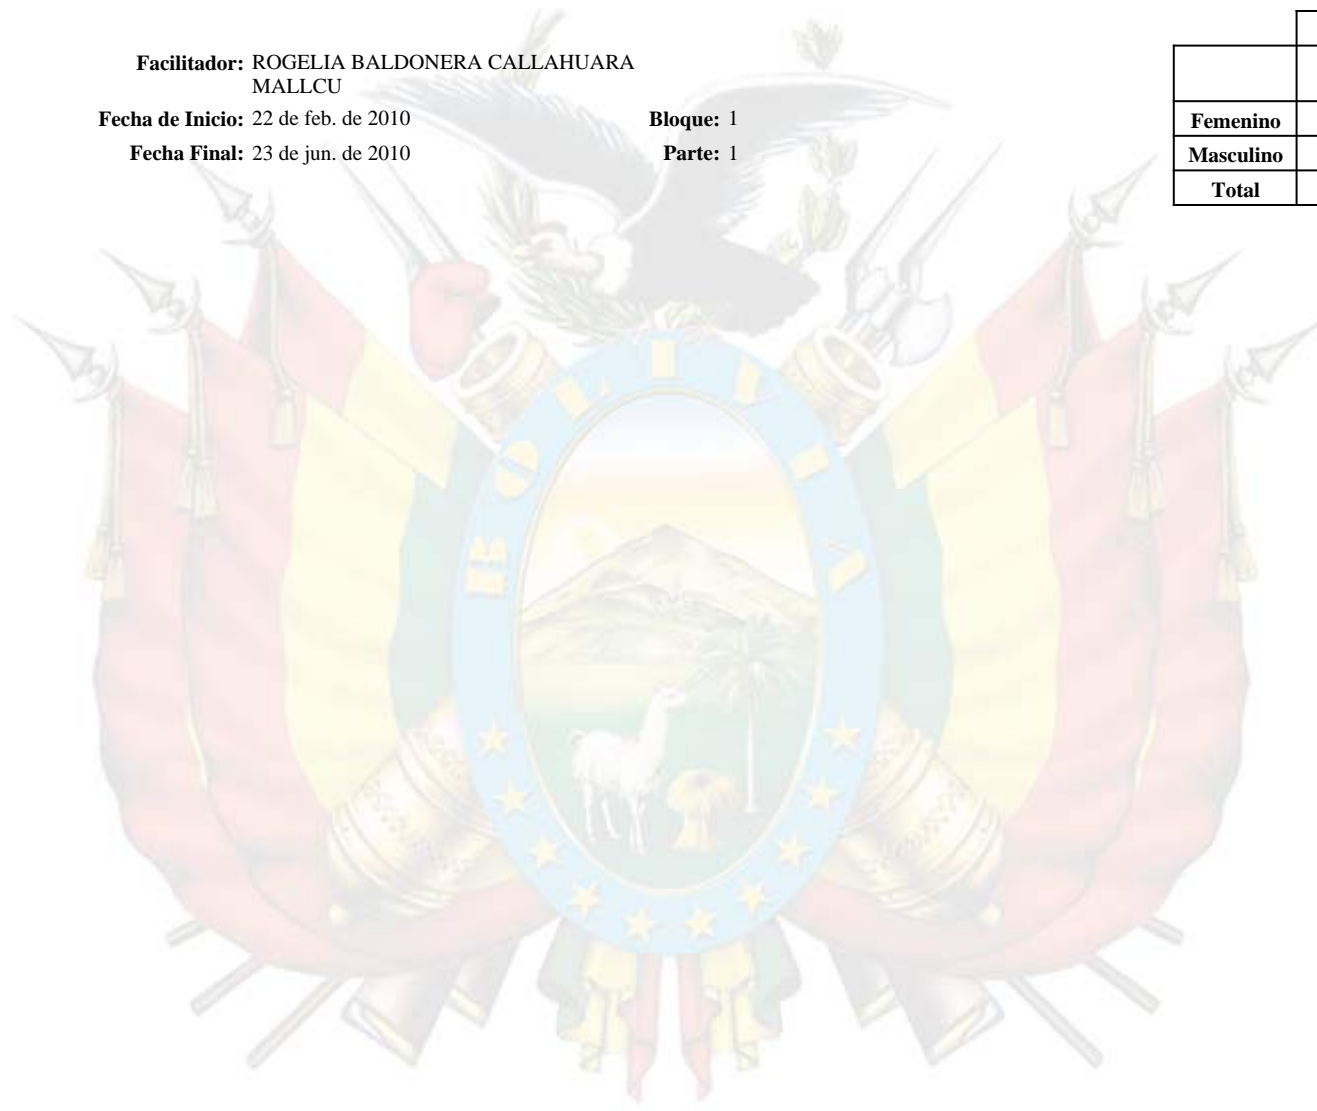 Facilitador: ROGELIA BALDONERA CALLAHUARA
MALLCU
Fecha de Inicio: 22 de feb. de 2010 Bloque: 1
Fecha Final: 23 de jun. de 2010 Parte: 1
Femenino
Masculino
Total
BOLIVIA